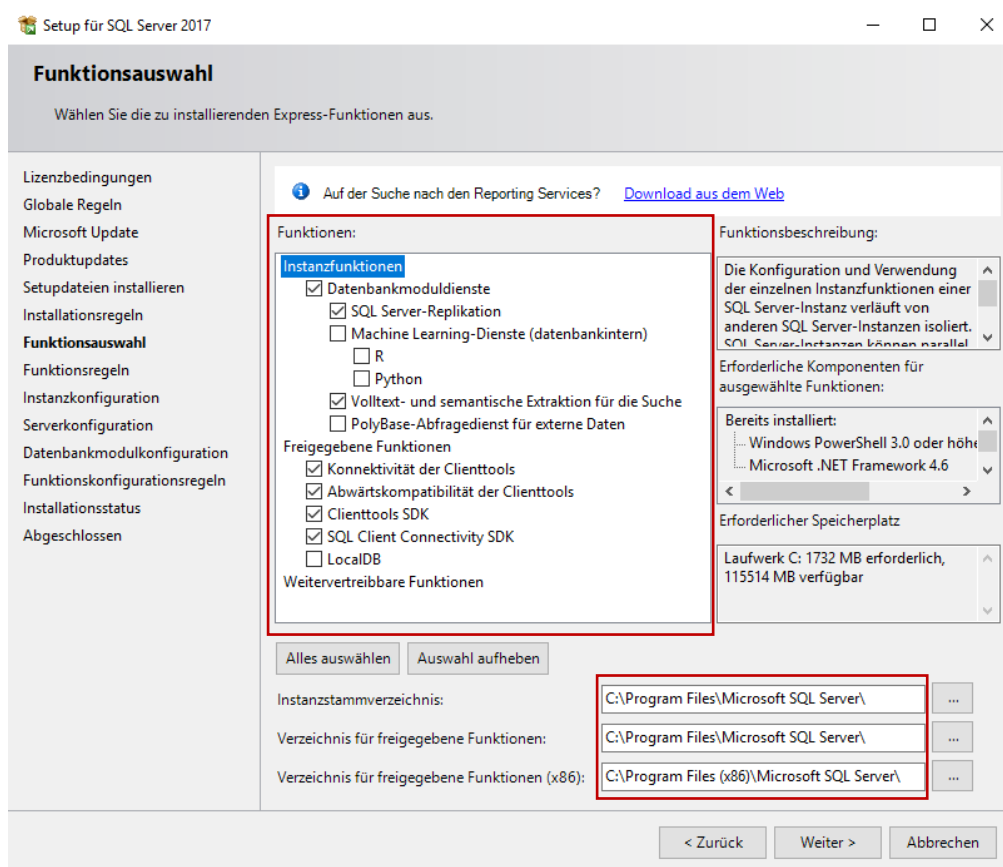 Setup für SQL Server 2017
Funktionsauswahl
Wählen Sie die zu installierenden Express-Funktionen aus.
Lizenzbedingungen
Globale Regeln
Microsoft Update
Produktupdates
Setupdateien installieren
Installationsregeln
Funktionsauswahl
Funktionsregeln
Instanzkonfiguration
Serverkonfiguration
Datenbankmodulkonfiguration
Funktionskonfigurationsregeln
Installationsstatus
Abgeschlossen
Auf der Suche nach den Reporting Services? Download aus dem Web
Funktionen:
Instanzfunktionen
Datenbankmoduldienste
SQL Server-Replikation
Machine Learning-Dienste (datenbankintern)
R
Python
Volltext- und semantische Extraktion für die Suche
PolyBase-Abfragedienst für externe Daten
Freigegebene Funktionen
Konnektivität der Clienttools
Abwärtskompatibilität der Clienttools
Clienttools SDK
SQL Client Connectivity SDK
LocalDB
Weitervertreibbare Funktionen
Funktionsbeschreibung:
Die Konfiguration und Verwendung
der einzelnen Instanzfunktionen einer
SQL Server-Instanz verläuft von
anderen SQL Server-Instanzen isoliert.
SQL Server-Instanzen können parallel
Erforderliche Komponenten für
ausgewählte Funktionen:
Bereits installiert:
Windows PowerShell 3.0 oder höhe
Microsoft .NET Framework 4.6
Erforderlicher Speicherplatz
Laufwerk C: 1732 MB erforderlich,
115514 MB verfügbar
Alles auswählen
Auswahl aufheben
Instanzstammverzeichnis: C:\Program Files\Microsoft SQL Server\ ...
Verzeichnis für freigegebene Funktionen: C:\Program Files\Microsoft SQL Server\ ...
Verzeichnis für freigegebene Funktionen (x86): C:\Program Files (x86)\Microsoft SQL Server\ ...
< Zurück
Weiter >
Abbrechen